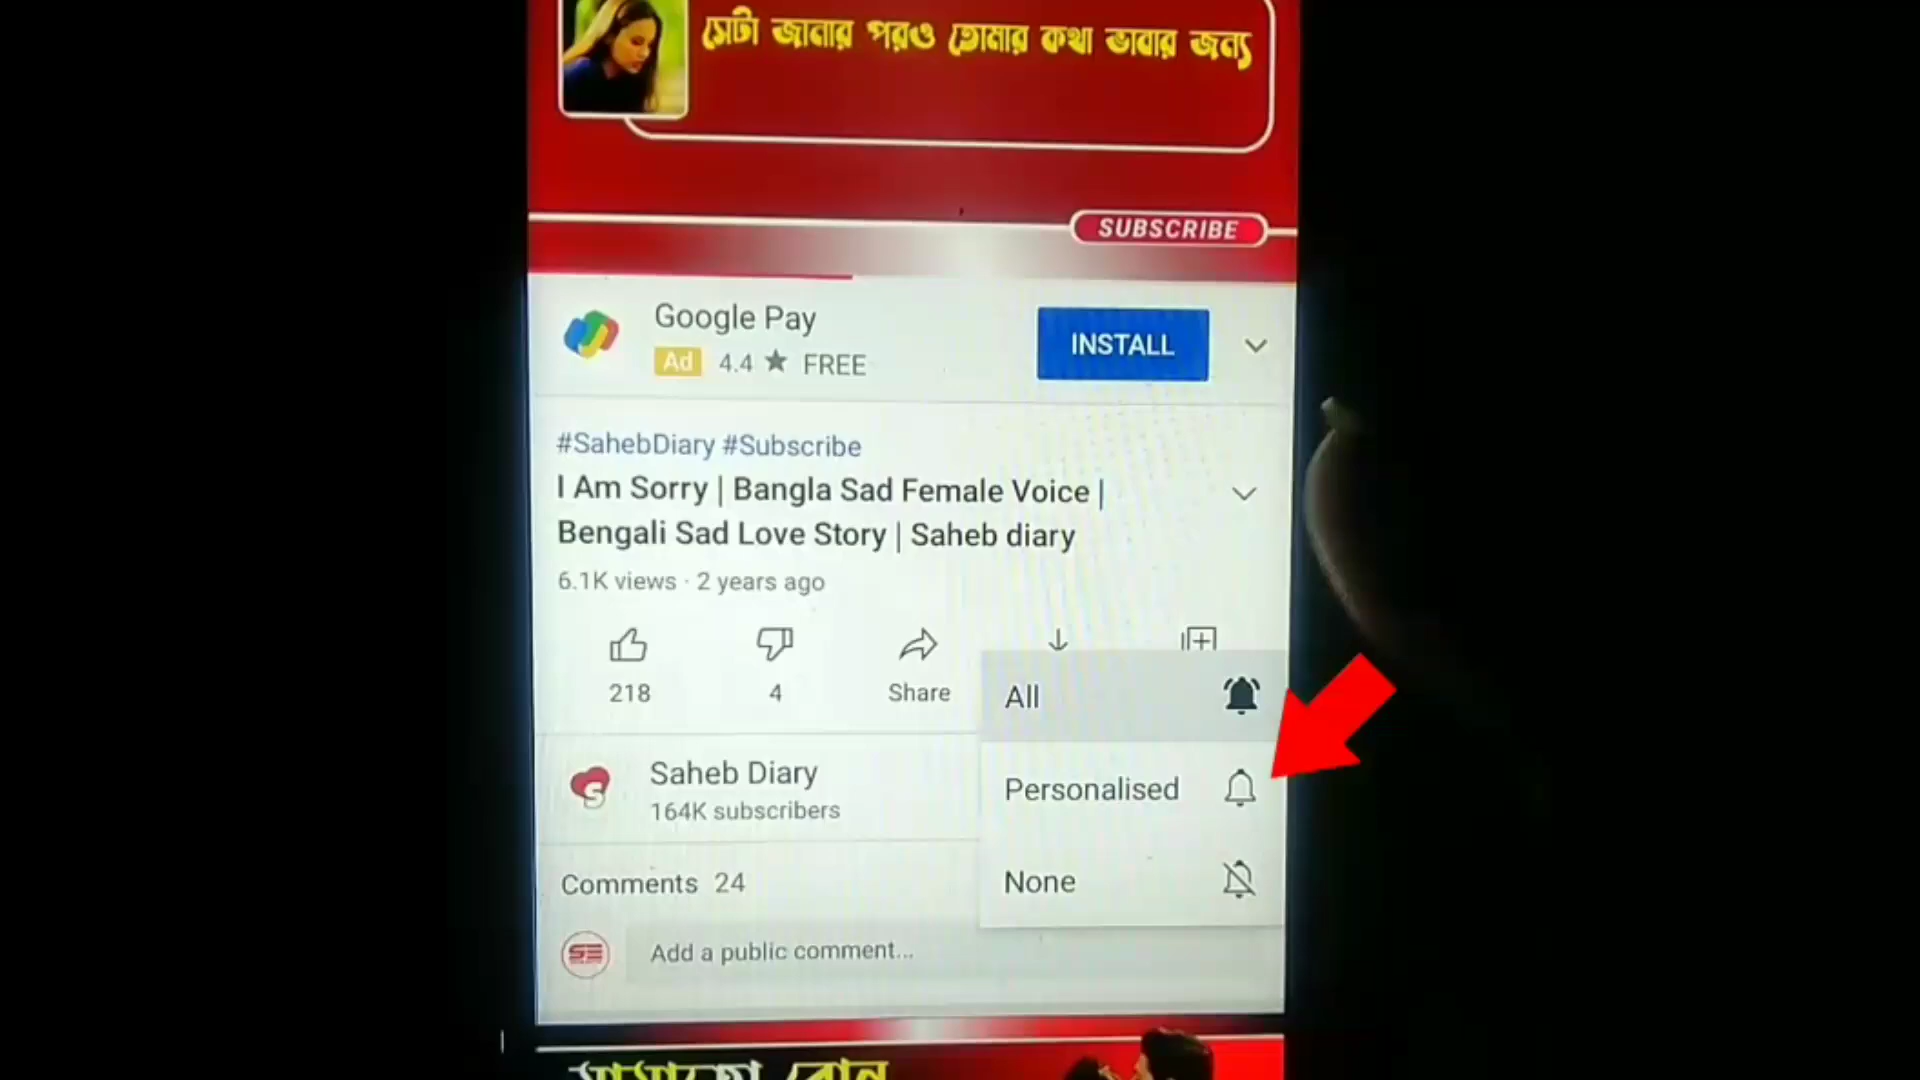 সেটা জানার পরও তোমার কথা ভাবার জন্য
SUBSCRIBE
Google Pay
Ad 4.4 ★ FREE
INSTALL
#SahebDiary #Subscribe
I Am Sorry | Bangla Sad Female Voice |
Bengali Sad Love Story | Saheb diary
6.1K views · 2 years ago
218
4
Share
All
Saheb Diary
164K subscribers
Personalised
Comments 24
None
SE
Add a public comment...